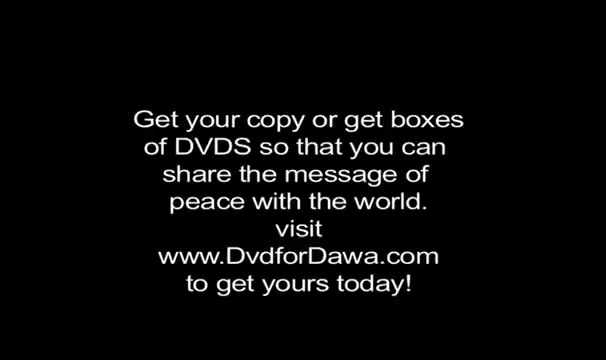 Get your copy or get boxes
of DVDS so that you can
share the message of
peace with the world.
visit
www.DvdforDawa.com
to get yours today!